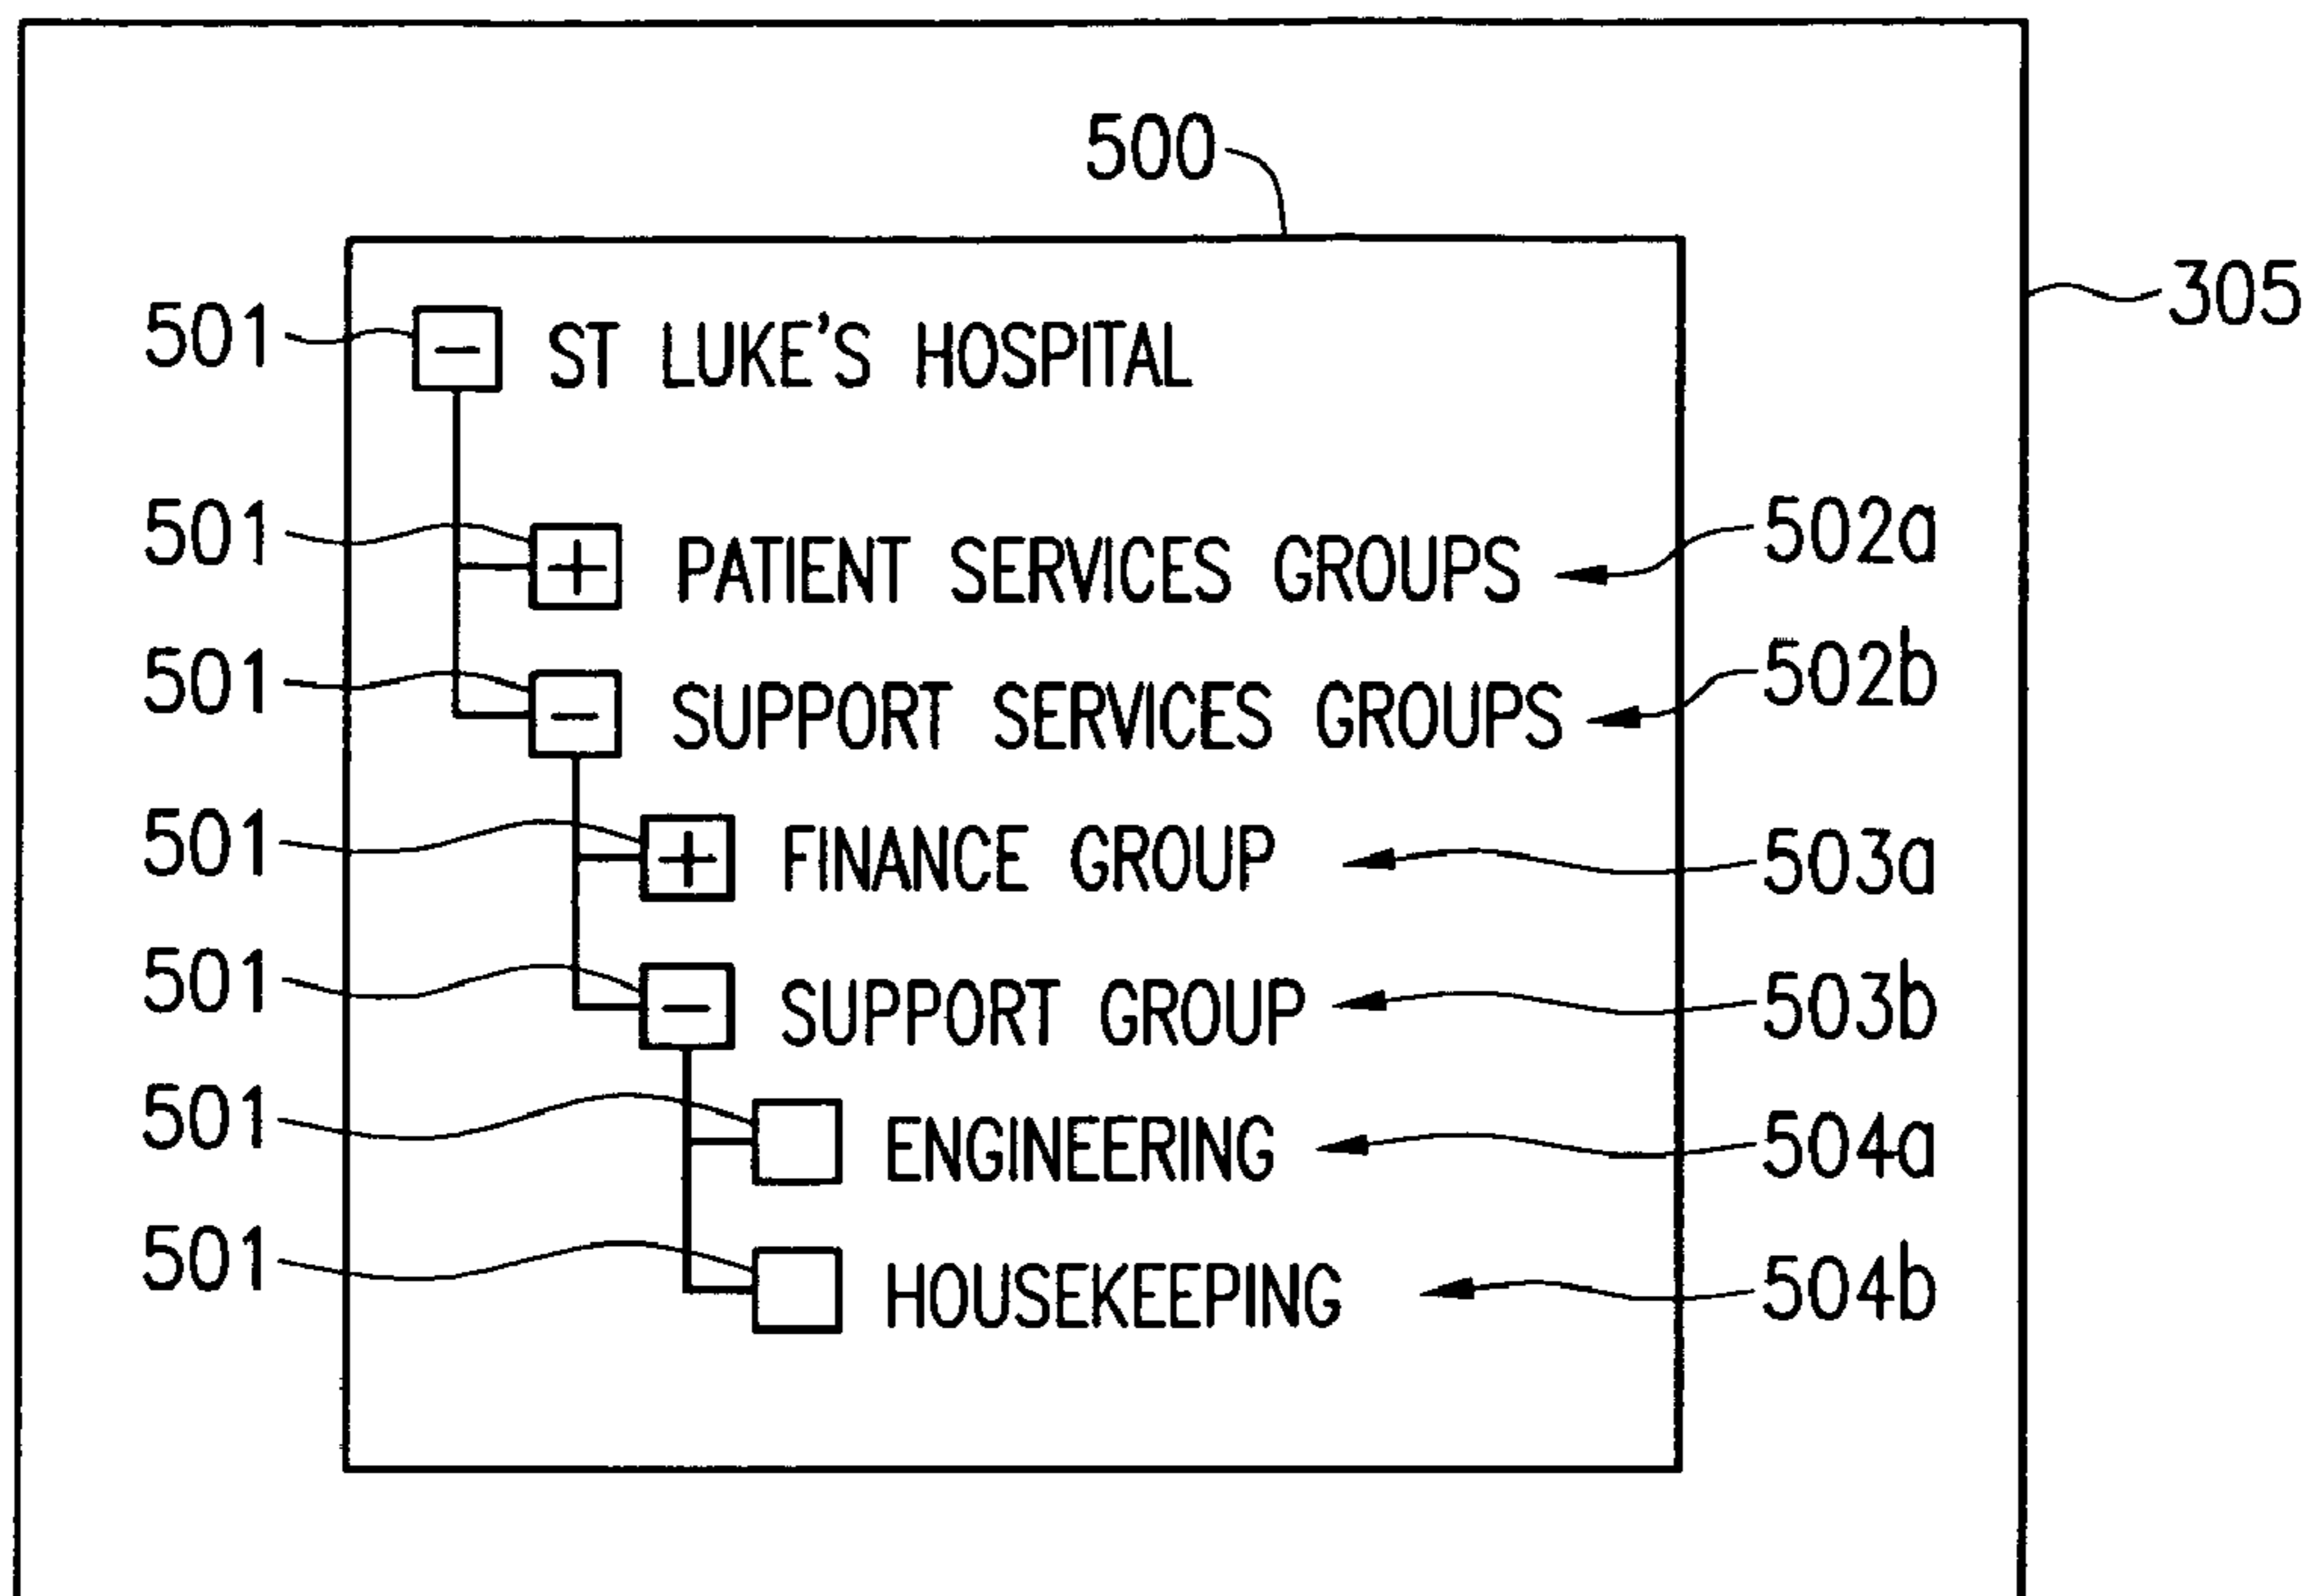 500
305
501 - ST LUKE'S HOSPITAL
501 + PATIENT SERVICES GROUPS 502a
501 - SUPPORT SERVICES GROUPS 502b
501 + FINANCE GROUP 503a
501 - SUPPORT GROUP 503b
501 ENGINEERING 504a
501 HOUSEKEEPING 504b